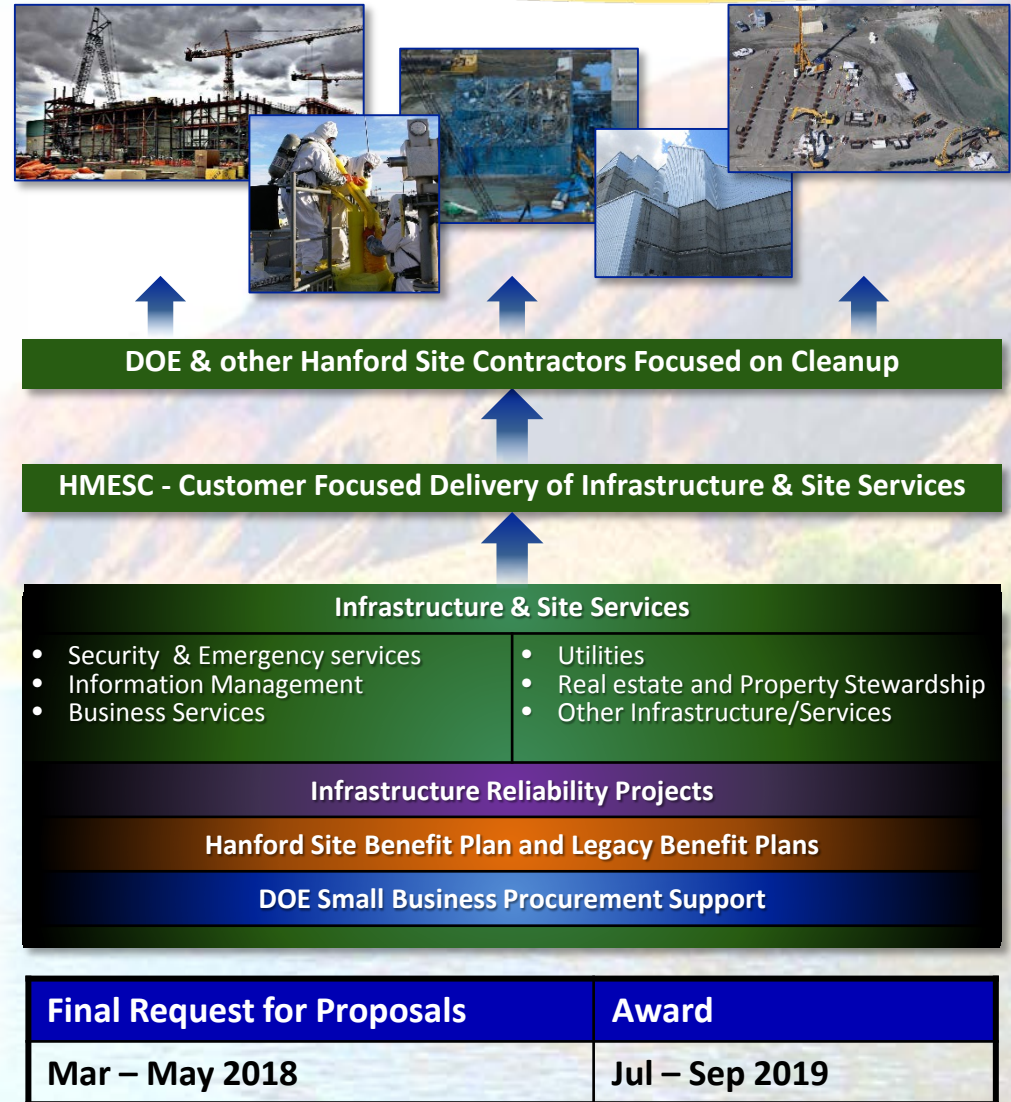 DOE & other Hanford Site Contractors Focused on Cleanup
HMESC - Customer Focused Delivery of Infrastructure & Site Services
Infrastructure & Site Services
• Security & Emergency services
• Information Management
• Business Services
• Utilities
• Real estate and Property Stewardship
• Other Infrastructure/Services
Infrastructure Reliability Projects
Hanford Site Benefit Plan and Legacy Benefit Plans
DOE Small Business Procurement Support
Final Request for Proposals Award
Mar – May 2018 Jul – Sep 2019